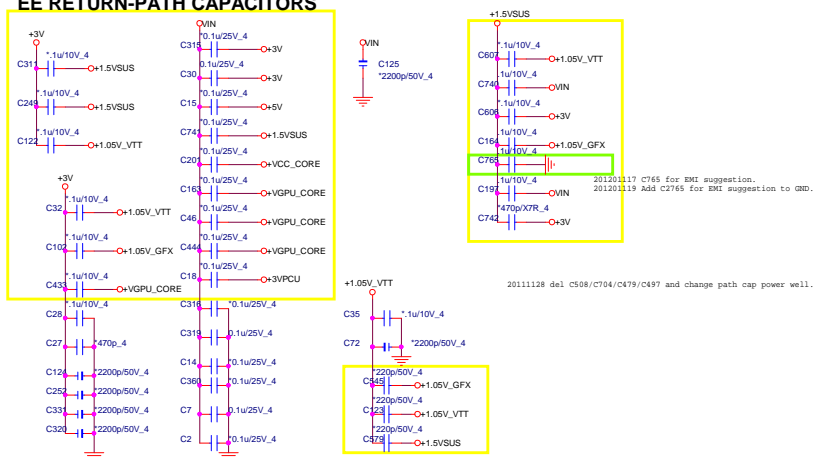 EE RETURN-PATH CAPACITORS
+3V
C311 *.1u/10V_4 +1.5VSUS
C249 *.1u/10V_4 +1.5VSUS
C122 *.1u/10V_4 +1.05V_VTT
+3V
C32 *.1u/10V_4 +1.05V_VTT
C102 *.1u/10V_4 +1.05V_GFX
C433 *.1u/10V_4 +VGPU_CORE
C28 *.1u/10V_4
C27 *470p_4
C124 *2200p/50V_4
C252 *2200p/50V_4
C331 *2200p/50V_4
C320 *2200p/50V_4
VIN
C315 *0.1u/25V_4 +3V
C30 0.1u/25V_4 +3V
C15 *0.1u/25V_4 +5V
C741 *0.1u/25V_4 +1.5VSUS
C201 *0.1u/25V_4 +VCC_CORE
C163 *0.1u/25V_4 +VGPU_CORE
C46 *0.1u/25V_4 +VGPU_CORE
C444 *0.1u/25V_4 +VGPU_CORE
C18 *0.1u/25V_4 +3VPCU
C316 *0.1u/25V_4
C319 0.1u/25V_4
C14 *0.1u/25V_4
C360 *0.1u/25V_4
C7 0.1u/25V_4
C2 *0.1u/25V_4
VIN
C125
*2200p/50V_4
+1.05V_VTT
C35 *.1u/10V_4
C72 *2200p/50V_4
C545 *220p/50V_4 +1.05V_GFX
C123 *220p/50V_4 +1.05V_VTT
C579 *220p/50V_4 +1.5VSUS
+1.5VSUS
C607 *.1u/10V_4 +1.05V_VTT
C740 .1u/10V_4 VIN
C606 *.1u/10V_4 +3V
C164 *.1u/10V_4 +1.05V_GFX
C765 .1u/10V_4
C197 .1u/10V_4 VIN
C742 *470p/X7R_4 +3V
201201117 C765 for EMI suggestion.
201201119 Add C2765 for EMI suggestion to GND.
20111128 del C508/C704/C479/C497 and change path cap power well.